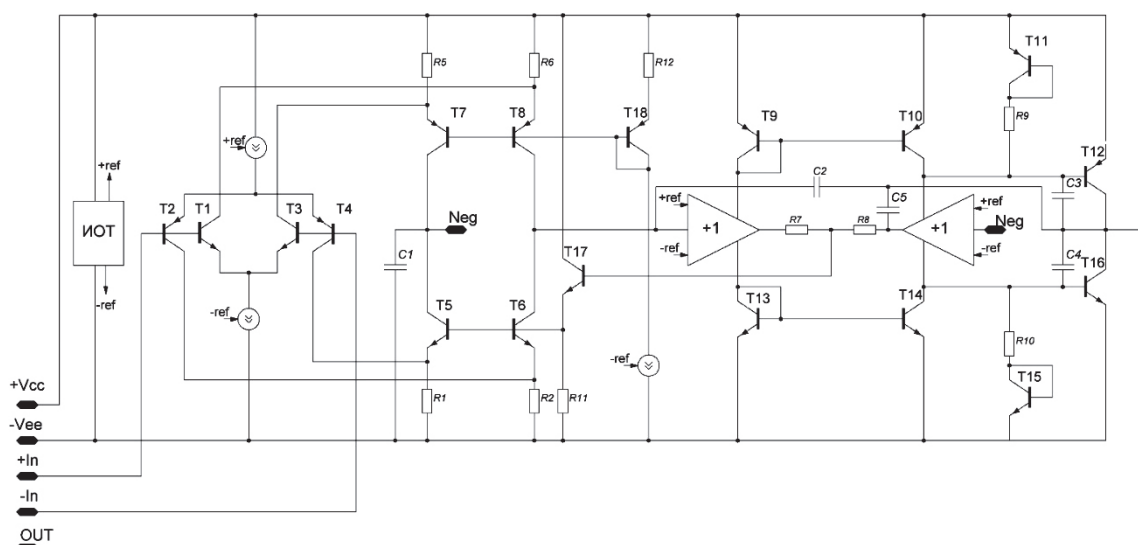 T11
R5
R6
R12
T7
T8
T18
T9
T10
R9
+ref
+ref
T12
C2
C3
ИОТ
T2
T1
T3
T4
Neg
+ref
+1
-ref
R7
R8
C5
+1
+ref
Neg
-ref
C1
T17
C4
T16
-ref
-ref
T5
T6
T13
T14
R10
-ref
T15
+Vcc
R1
R2
R11
-Vee
+In
-In
OUT